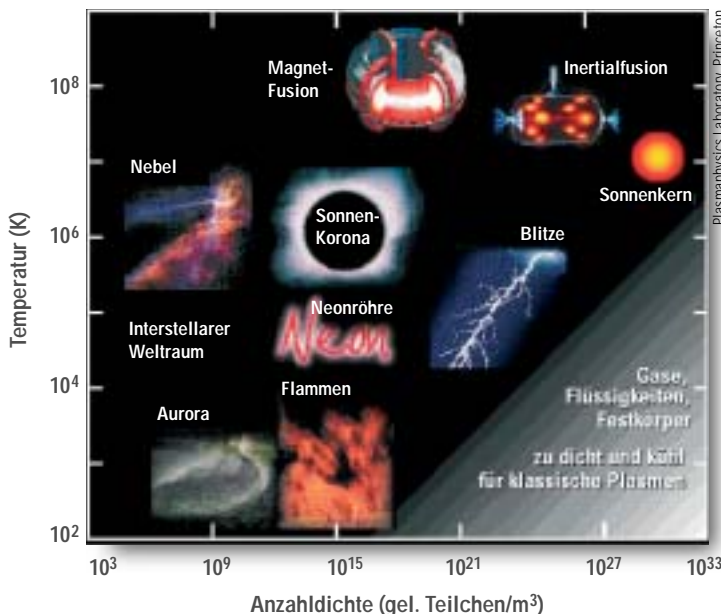 Magnet-
Fusion
Inertialfusion
Nebel
Sonnenkern
Sonnen-
Korona
Blitze
Neonröhre
Neon
Interstellarer
Weltraum
Flammen
Aurora
Gase,
Flüssigkeiten,
Festkörper
zu dicht und kühl
für klassische Plasmen.
Temperatur (K)
10⁸
10⁶
10⁴
10²
10³
10⁹
10¹⁵
10²¹
10²⁷
10³³
Anzahldichte (gel. Teilchen/m³)
Plasmaphysics Laboratory, Princeton